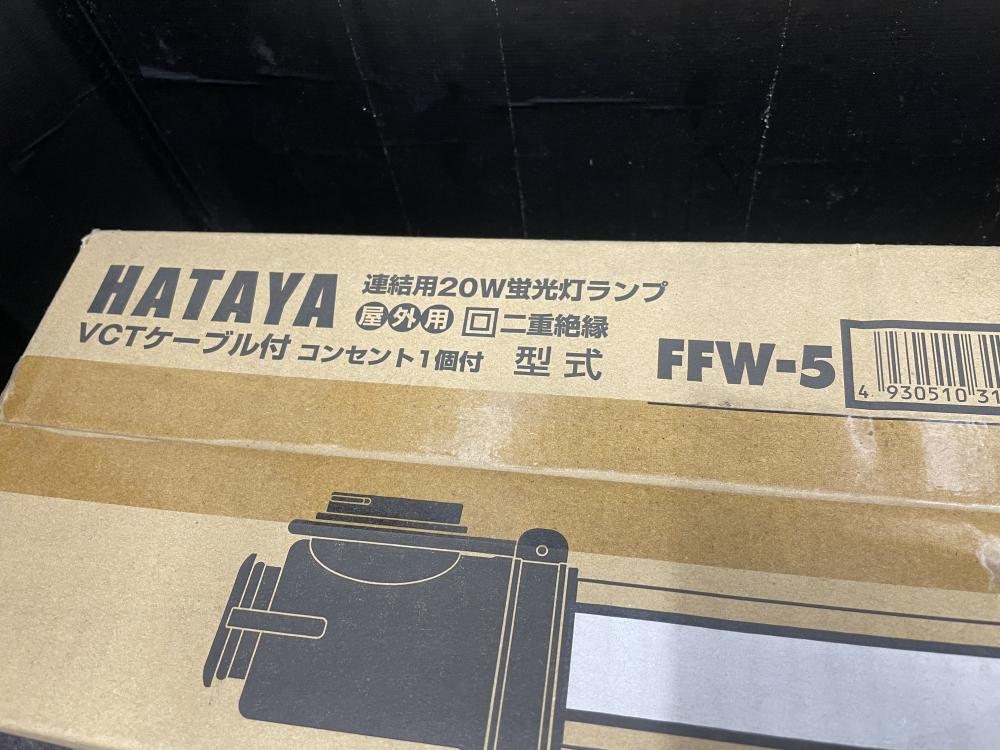 HATAYA 連結用20W蛍光灯ランプ
屋外用 回二重絶縁
VCTケーブル付 コンセント1個付 型式 FFW-5
4 930510 31